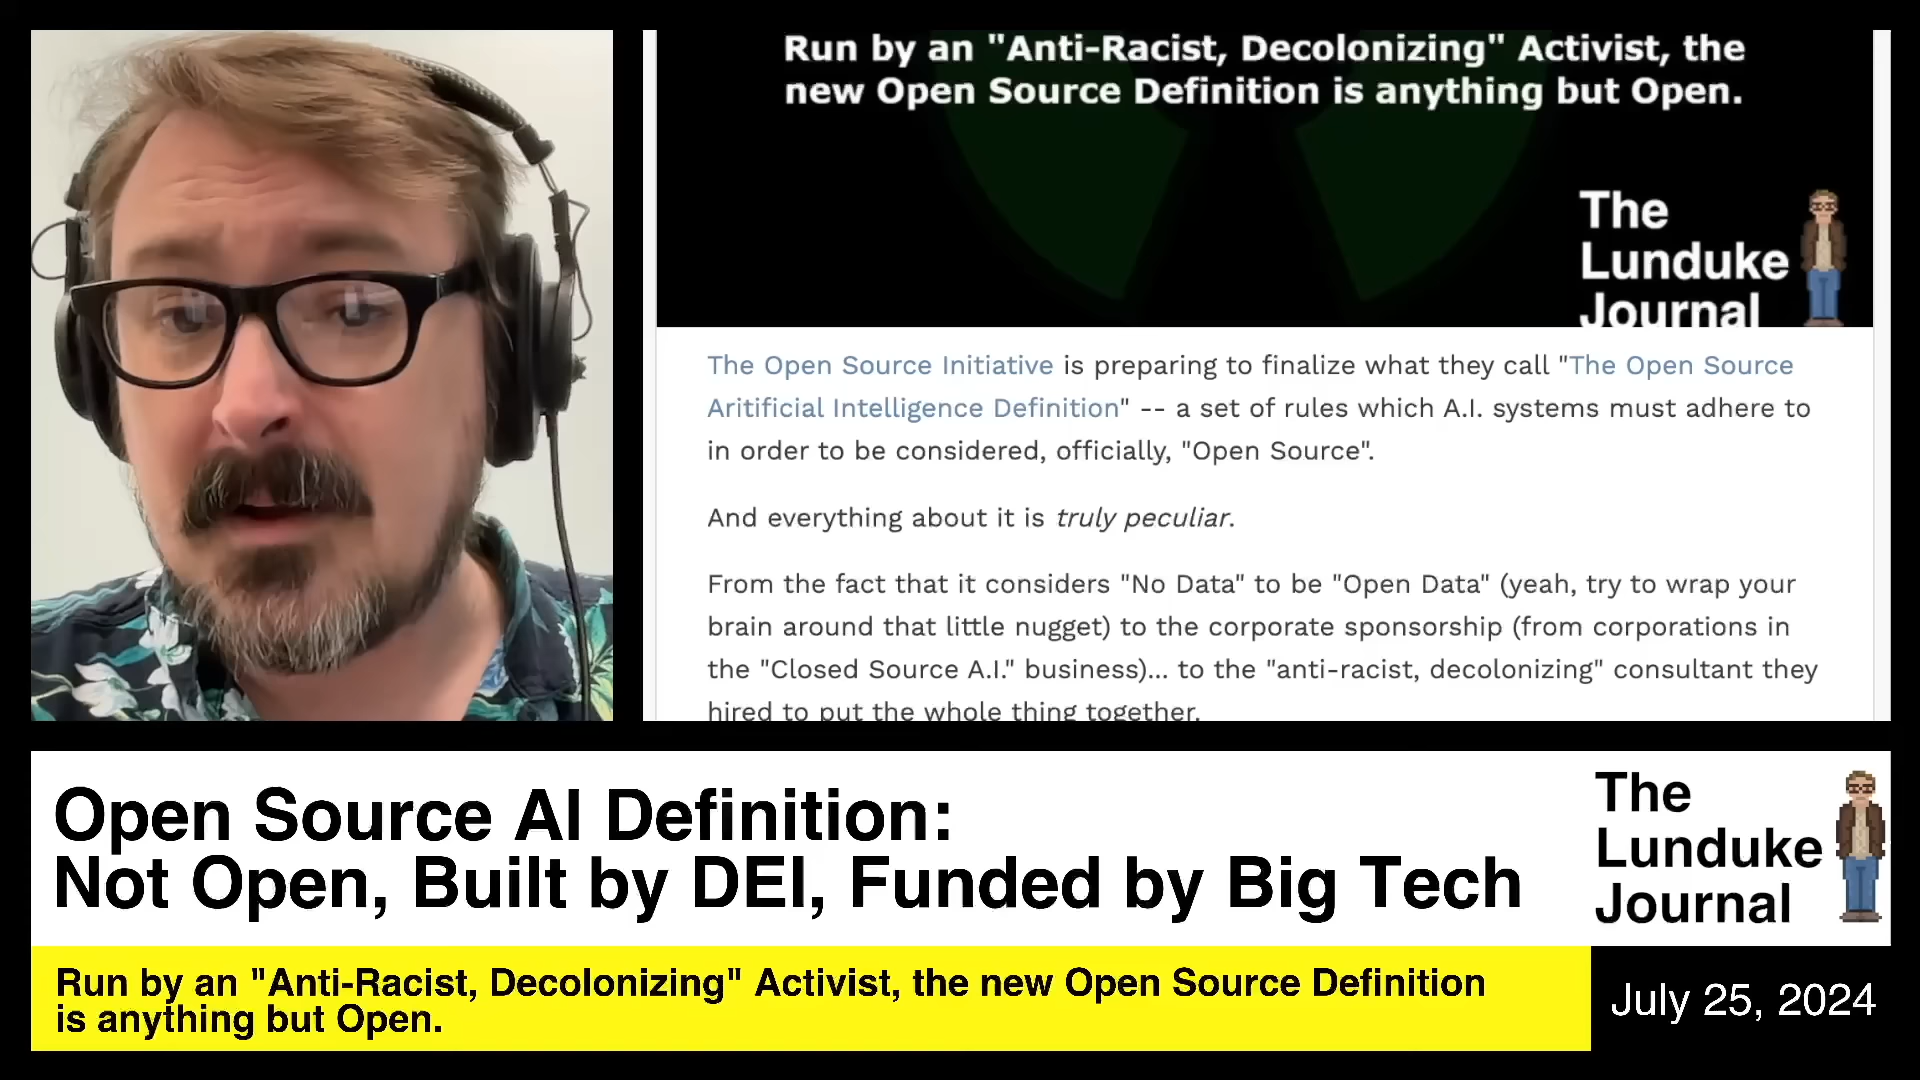 Run by an "Anti-Racist, Decolonizing" Activist, the
new Open Source Definition is anything but Open.
The
Lunduke
Journal
The Open Source Initiative is preparing to finalize what they call "The Open Source
Aritificial Intelligence Definition" -- a set of rules which A.I. systems must adhere to
in order to be considered, officially, "Open Source".
And everything about it is truly peculiar.
From the fact that it considers "No Data" to be "Open Data" (yeah, try to wrap your
brain around that little nugget) to the corporate sponsorship (from corporations in
the "Closed Source A.I." business)... to the "anti-racist, decolonizing" consultant they
hired to put the whole thing together.
Open Source AI Definition:
Not Open, Built by DEI, Funded by Big Tech
The
Lunduke
Journal
Run by an "Anti-Racist, Decolonizing" Activist, the new Open Source Definition
is anything but Open.
July 25, 2024